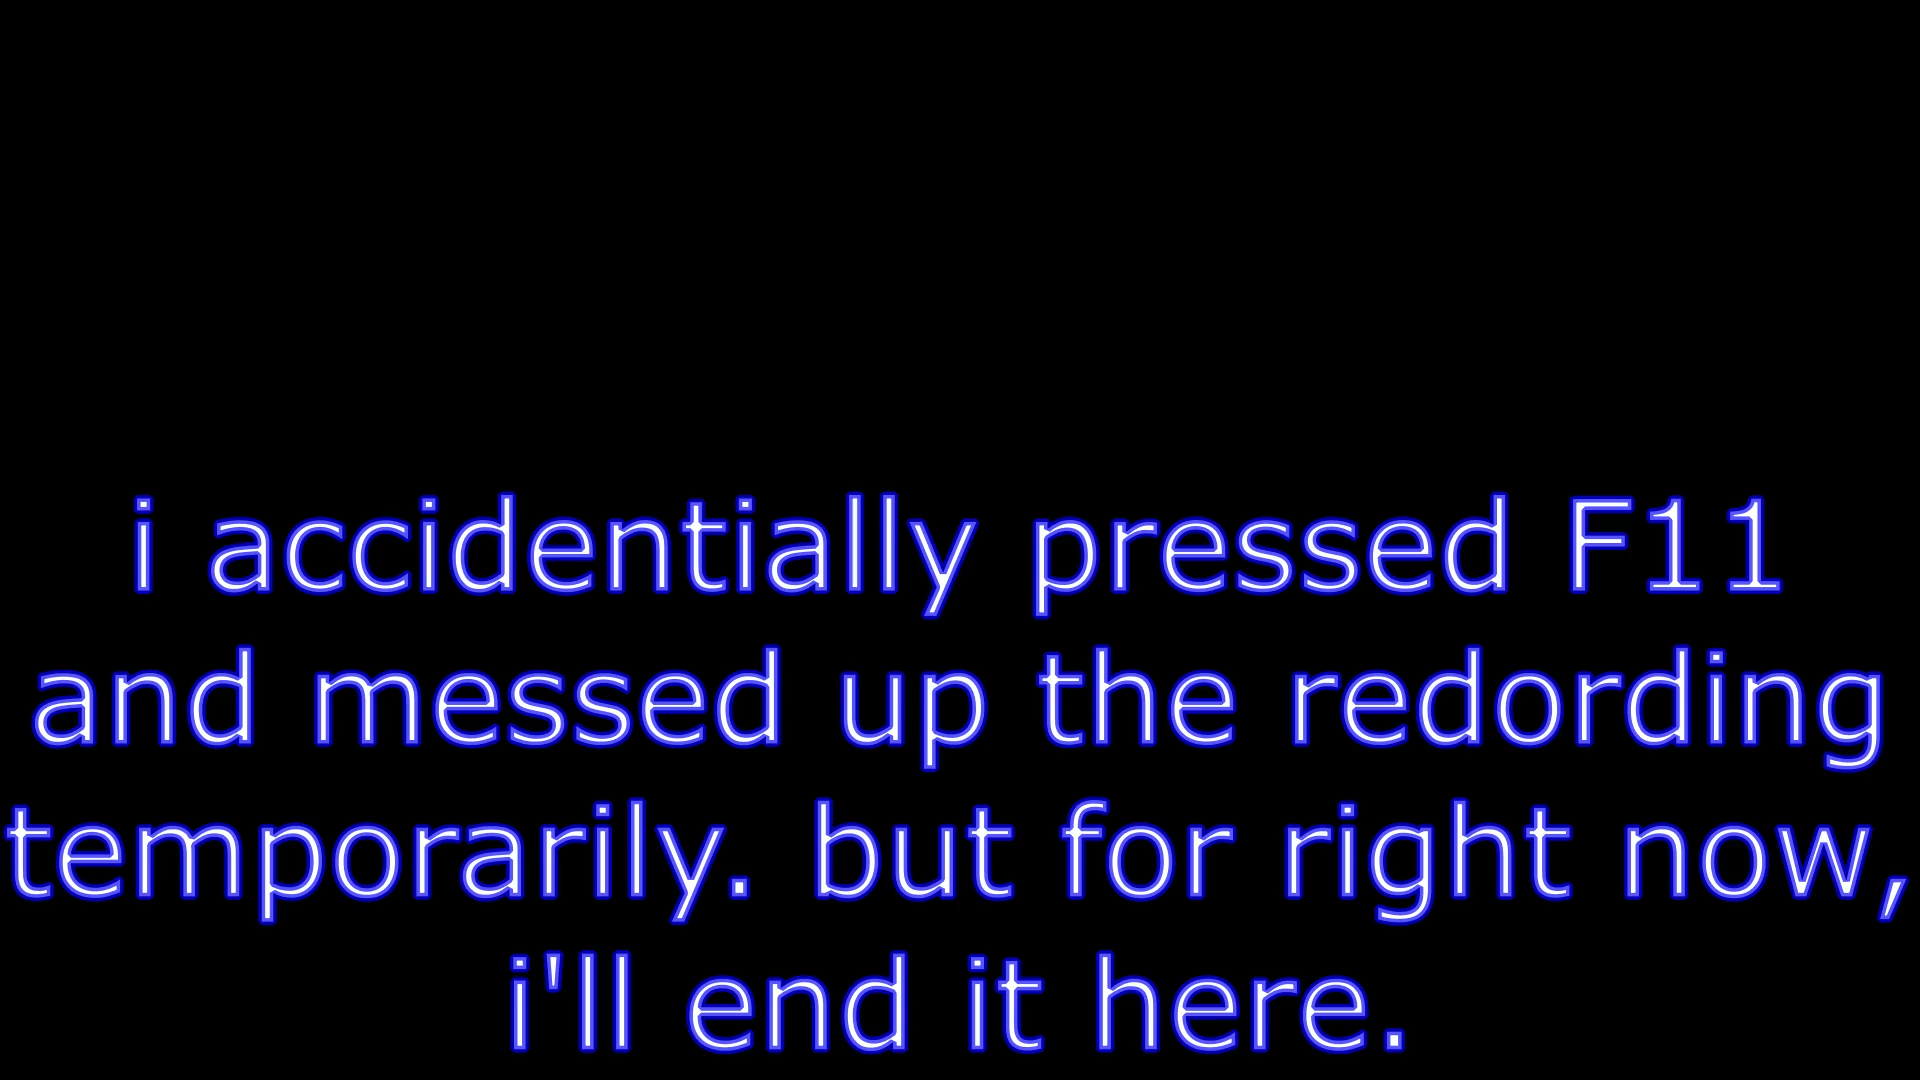 i accidentially pressed F11
and messed up the redording
temporarily. but for right now,
i'll end it here.